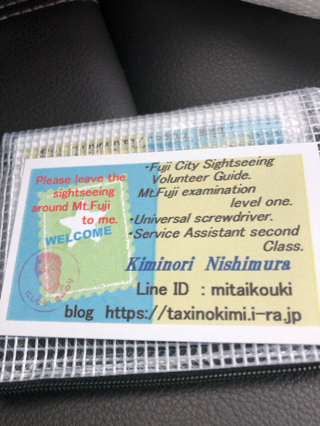 Please leave the
sightseeing
around Mt.Fuji
to me.
WELCOME
・Fuji City Sightseeing
Volunteer Guide.
Mt.Fuji examination
level one.
・Universal screwdriver.
・Service Assistant second
Class.
Kiminori Nishimura
Line ID : mitaikouki
blog https://taxinokimi.i-ra.jp